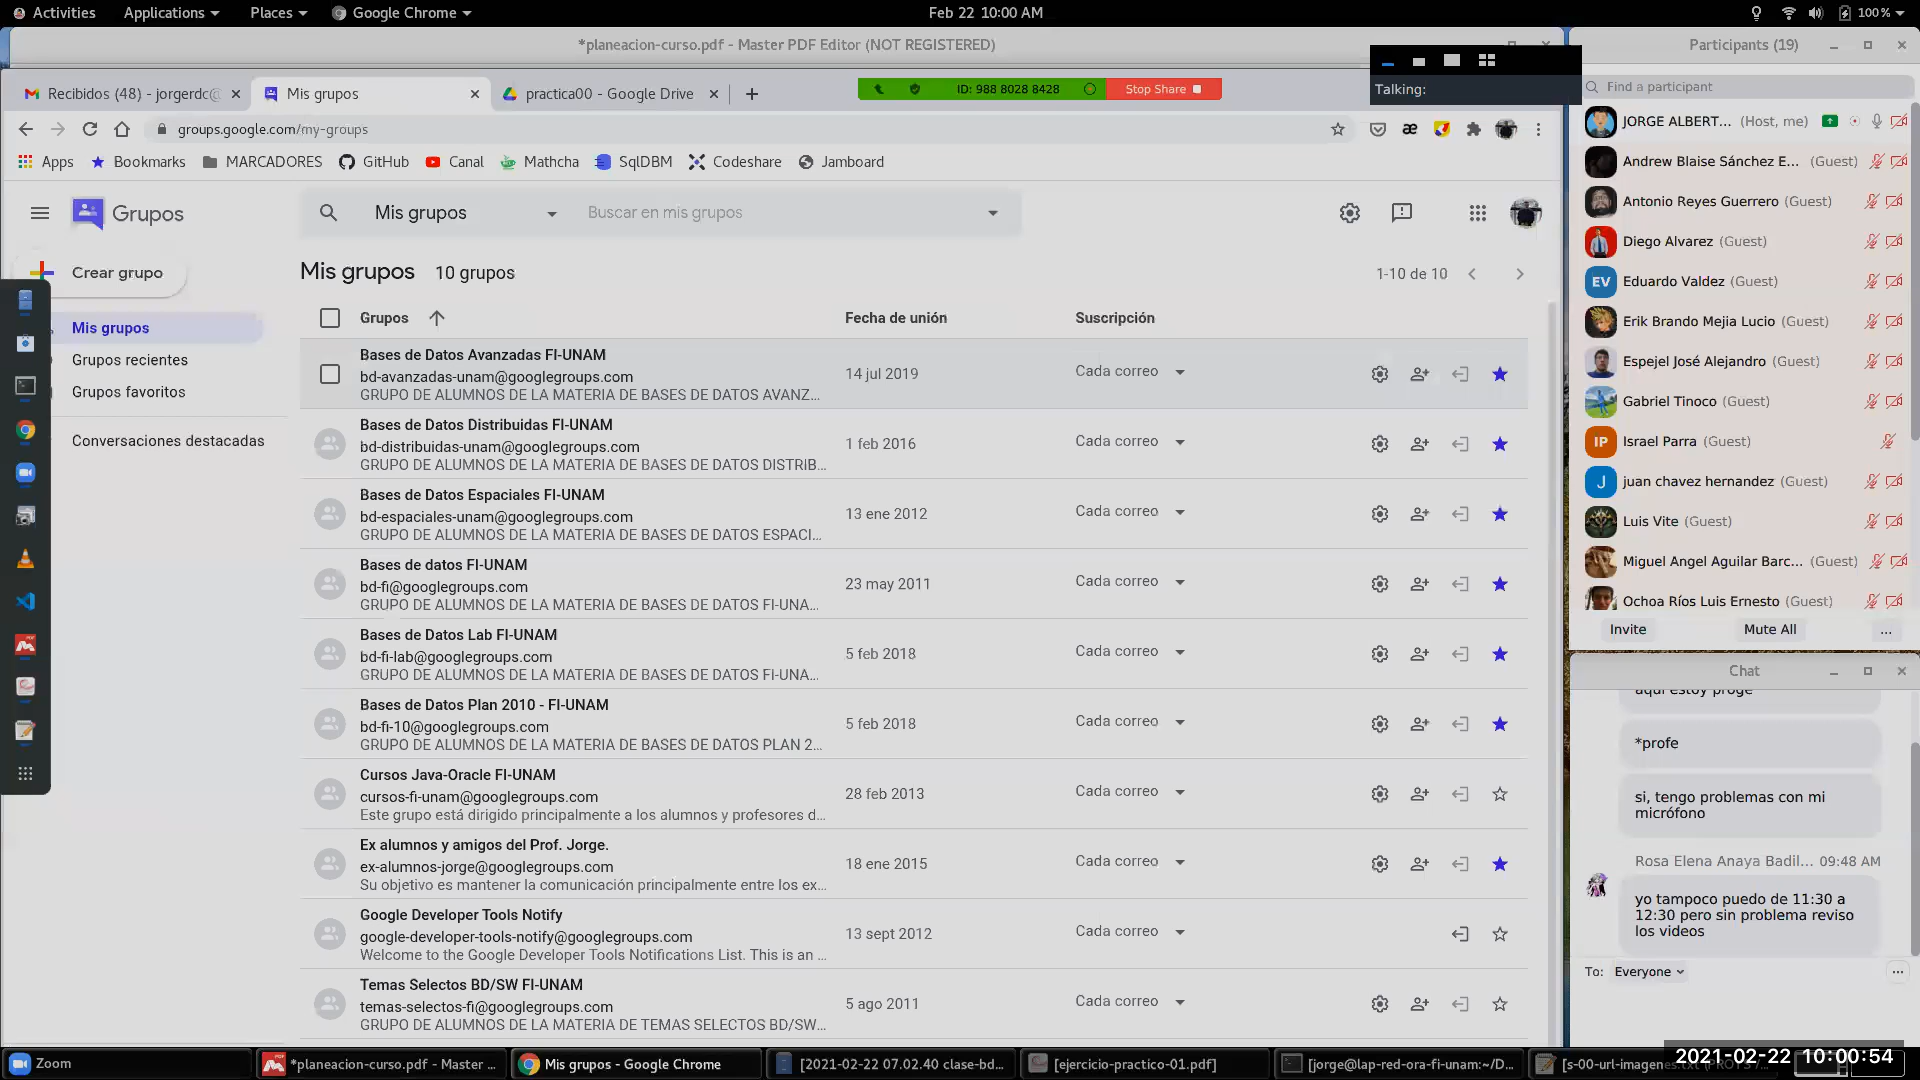 Activities Applications Places Google Chrome Feb 22 10:00 AM 100%
*planeacion-curso.pdf - Master PDF Editor (NOT REGISTERED)
Participants (19)
Recibidos (48) - jorgerdc@ Mis grupos practica00 - Google Drive
ID: 988 8028 8428 Stop Share
Talking:
groups.google.com/my-groups
Apps Bookmarks MARCADORES GitHub Canal Mathcha SqlDBM Codeshare Jamboard
Grupos
Mis grupos Buscar en mis grupos
Crear grupo
Mis grupos
Grupos recientes
Grupos favoritos
Conversaciones destacadas
Mis grupos 10 grupos 1-10 de 10
Grupos Fecha de unión Suscripción
Bases de Datos Avanzadas FI-UNAM
bd-avanzadas-unam@googlegroups.com 14 jul 2019 Cada correo
GRUPO DE ALUMNOS DE LA MATERIA DE BASES DE DATOS AVANZ...
Bases de Datos Distribuidas FI-UNAM
bd-distribuidas-unam@googlegroups.com 1 feb 2016 Cada correo
GRUPO DE ALUMNOS DE LA MATERIA DE BASES DE DATOS DISTRIB...
Bases de Datos Espaciales FI-UNAM
bd-espaciales-unam@googlegroups.com 13 ene 2012 Cada correo
GRUPO DE ALUMNOS DE LA MATERIA DE BASES DE DATOS ESPACI...
Bases de datos FI-UNAM
bd-fi@googlegroups.com 23 may 2011 Cada correo
GRUPO DE ALUMNOS DE LA MATERIA DE BASES DE DATOS FI-UNA...
Bases de Datos Lab FI-UNAM
bd-fi-lab@googlegroups.com 5 feb 2018 Cada correo
GRUPO DE ALUMNOS DE LA MATERIA DE BASES DE DATOS FI-UNA...
Bases de Datos Plan 2010 - FI-UNAM
bd-fi-10@googlegroups.com 5 feb 2018 Cada correo
GRUPO DE ALUMNOS DE LA MATERIA DE BASES DE DATOS PLAN 2...
Cursos Java-Oracle FI-UNAM
cursos-fi-unam@googlegroups.com 28 feb 2013 Cada correo
Este grupo está dirigido principalmente a los alumnos y profesores d...
Ex alumnos y amigos del Prof. Jorge.
ex-alumnos-jorge@googlegroups.com 18 ene 2015 Cada correo
Su objetivo es mantener la comunicación principalmente entre los ex...
Google Developer Tools Notify
google-developer-tools-notify@googlegroups.com 13 sept 2012 Cada correo
Welcome to the Google Developer Tools Notifications List. This is an ...
Temas Selectos BD/SW FI-UNAM
temas-selectos-fi@googlegroups.com 5 ago 2011 Cada correo
GRUPO DE ALUMNOS DE LA MATERIA DE TEMAS SELECTOS BD/SW...
Find a participant
JORGE ALBERT... (Host, me)
Andrew Blaise Sánchez E... (Guest)
Antonio Reyes Guerrero (Guest)
Diego Alvarez (Guest)
EV Eduardo Valdez (Guest)
Erik Brando Mejia Lucio (Guest)
Espejel José Alejandro (Guest)
Gabriel Tinoco (Guest)
IP Israel Parra (Guest)
J juan chavez hernandez (Guest)
Luis Vite (Guest)
Miguel Angel Aguilar Barc... (Guest)
Ochoa Ríos Luis Ernesto (Guest)
Invite Mute All ...
Chat
aqui estoy proge
*profe
si, tengo problemas con mi
micrófono
Rosa Elena Anaya Badil... 09:48 AM
yo tampoco puedo de 11:30 a
12:30 pero sin problema reviso
los videos
To: Everyone
Zoom *planeacion-curso.pdf - Master ... Mis grupos - Google Chrome [2021-02-22 07.02.40 clase-bd... [ejercicio-practico-01.pdf] [jorge@lap-red-ora-fi-unam:~/D... [s-00-url-imagenes.txt
2021-02-22 10:00:54